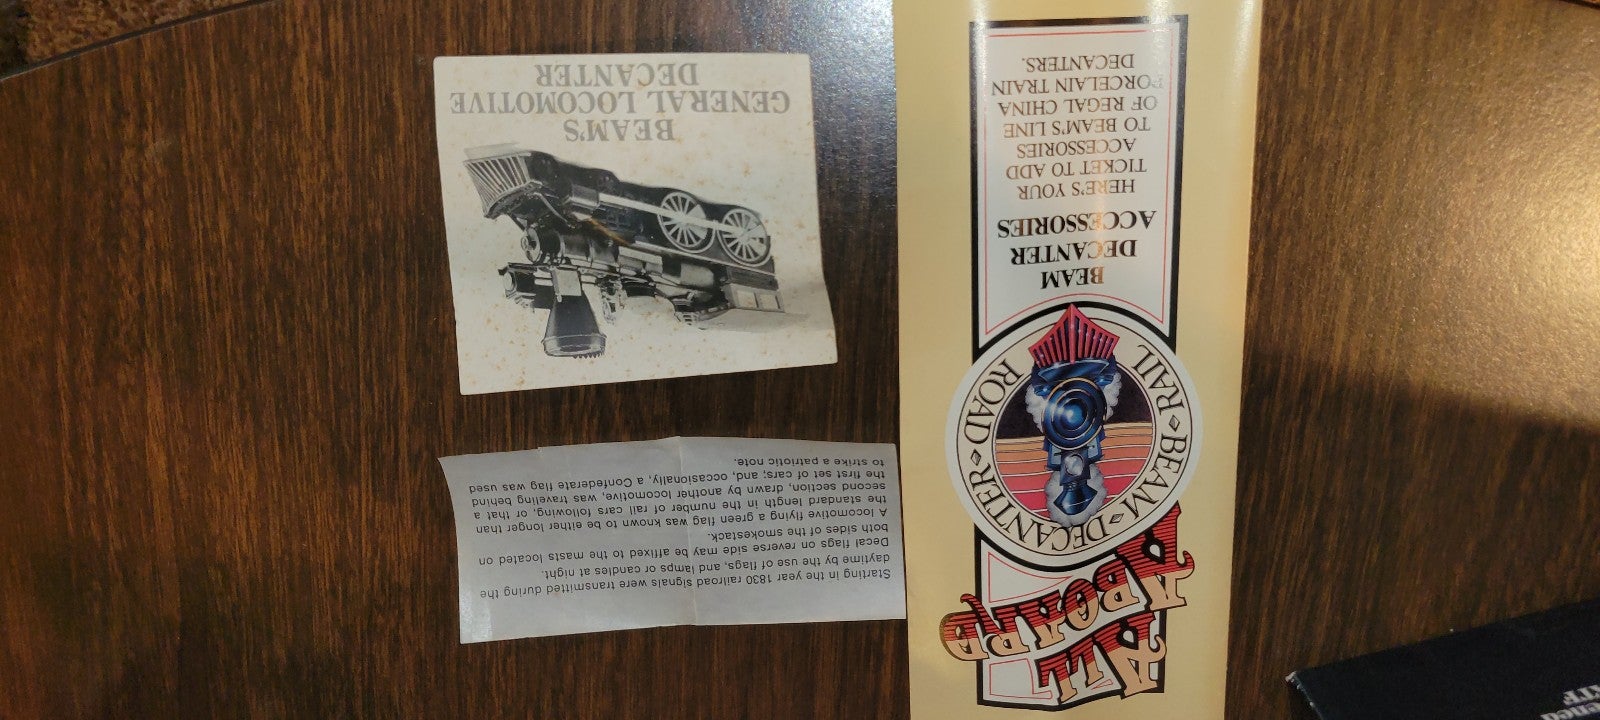 BEAM'S
GENERAL LOCOMOTIVE
DECANTER
Starting in the year 1830 railroad signals were transmitted during the
daytime by the use of flags, and lamps or candles at night.
Decal flags on reverse side may be affixed to the masts located on
both sides of the smokestack.
A locomotive flying a green flag was known to be either longer than
the standard length in the number of rail cars following, or that a
second section, drawn by another locomotive, was traveling behind
the first set of cars; and, occasionally, a Confederate flag was used
to strike a patriotic note.
ALL
ABOARD
BEAM • DECANTER • RAIL ROAD •
BEAM
DECANTER
ACCESSORIES
HERE'S YOUR
TICKET TO ADD
ACCESSORIES
TO BEAM'S LINE
OF REGAL CHINA
PORCELAIN TRAIN
DECANTERS.